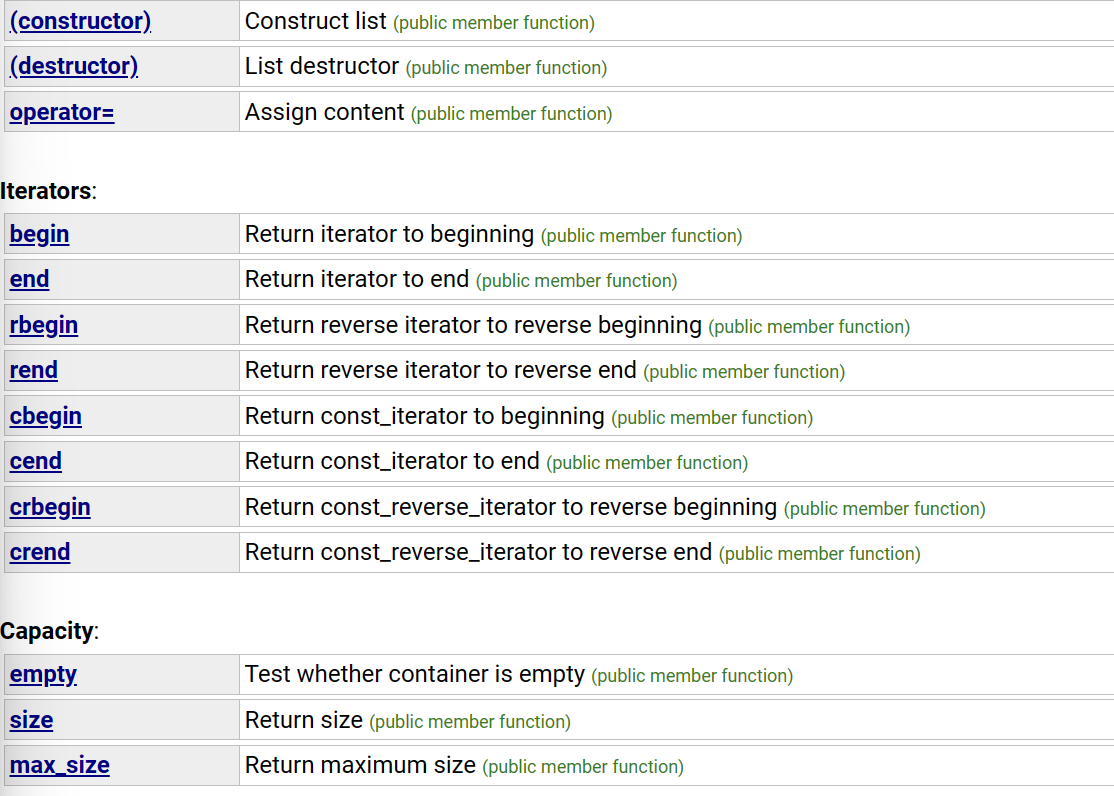 (constructor) Construct list (public member function)
(destructor) List destructor (public member function)
operator= Assign content (public member function)
Iterators:
begin Return iterator to beginning (public member function)
end Return iterator to end (public member function)
rbegin Return reverse iterator to reverse beginning (public member function)
rend Return reverse iterator to reverse end (public member function)
cbegin Return const_iterator to beginning (public member function)
cend Return const_iterator to end (public member function)
crbegin Return const_reverse_iterator to reverse beginning (public member function)
crend Return const_reverse_iterator to reverse end (public member function)
Capacity:
empty Test whether container is empty (public member function)
size Return size (public member function)
max_size Return maximum size (public member function)